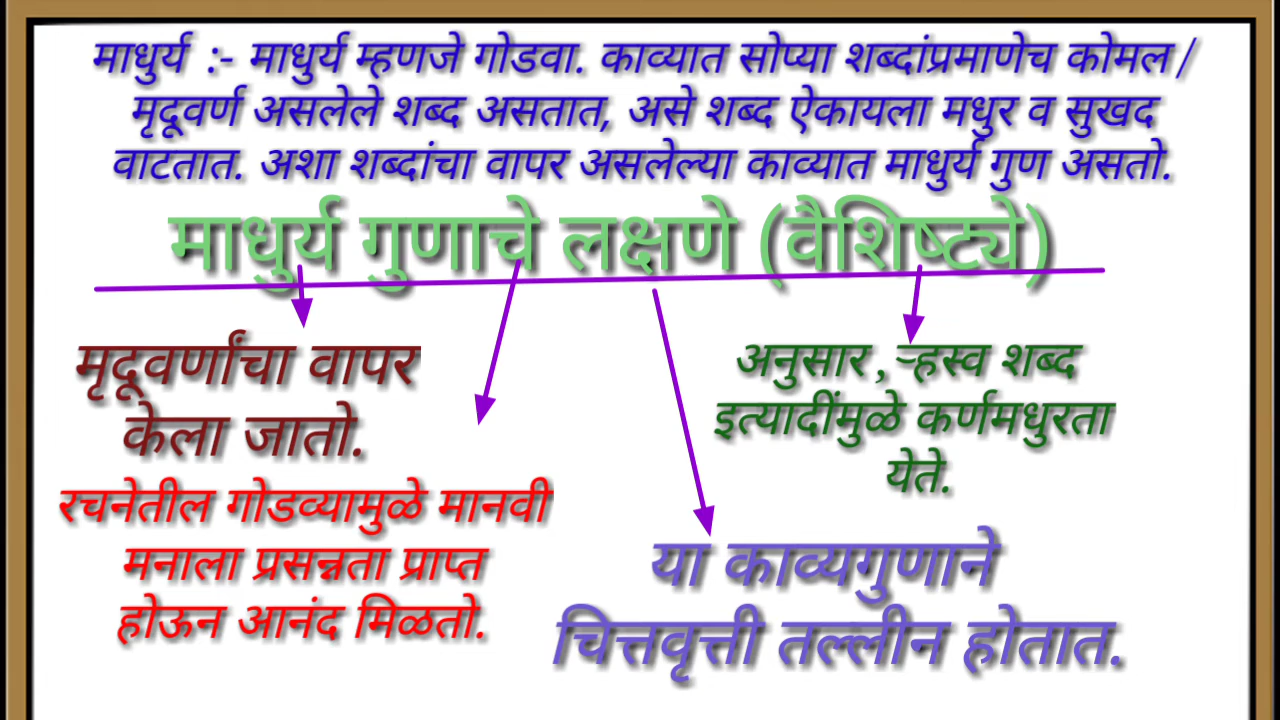 माधुर्य :- माधुर्य म्हणजे गोडवा. काव्यात सोप्या शब्दांप्रमाणेच कोमल /
मृदूवर्ण असलेले शब्द असतात, असे शब्द ऐकायला मधुर व सुखद
वाटतात. अशा शब्दांचा वापर असलेल्या काव्यात माधुर्य गुण असतो.
माधुर्य गुणाचे लक्षणे (वैशिष्ट्ये)
मृदूवर्णांचा वापर
केला जातो.
रचनेतील गोडव्यामुळे मानवी
मनाला प्रसन्नता प्राप्त
होऊन आनंद मिळतो.
या काव्यगुणाने
चित्तवृत्ती तल्लीन होतात.
अनुसार , ऱ्हस्व शब्द
इत्यादींमुळे कर्णमधुरता
येते.